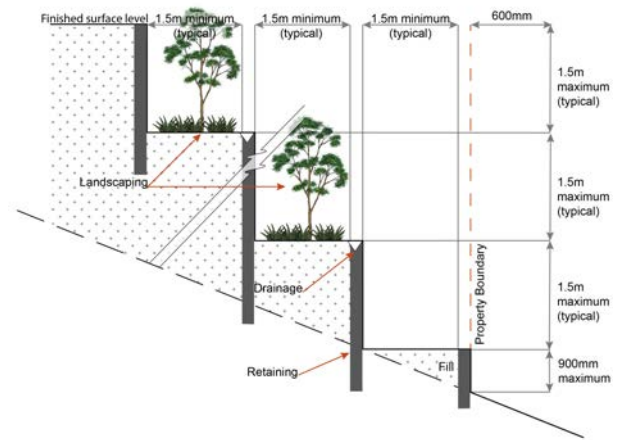 Finished surface level
1.5m minimum
(typical)
1.5m minimum
(typical)
1.5m minimum
(typical)
600mm
1.5m
maximum
(typical)
Landscaping
1.5m
maximum
(typical)
Drainage
Property Boundary
1.5m
maximum
(typical)
Retaining
Fill
900mm
maximum